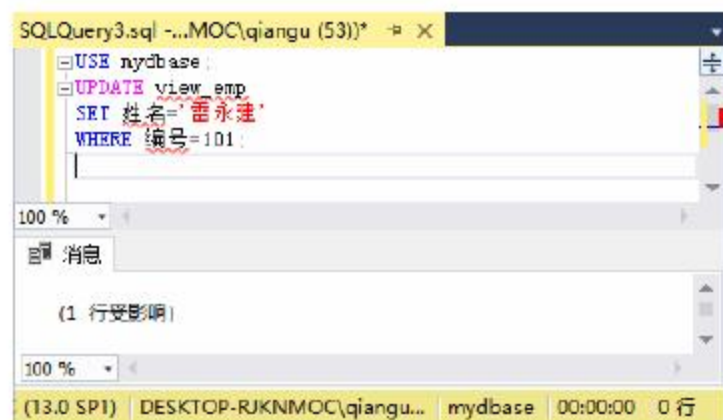 SQLQuery3.sql -...MOC\qiangu (53))*
USE mydbase;
UPDATE view_emp
SET 姓名='雷永建'
WHERE 编号=101;
100 %
消息
(1 行受影响)
100 %
(13.0 SP1) DESKTOP-RJKNMOC\qiangu... mydbase 00:00:00 0 行